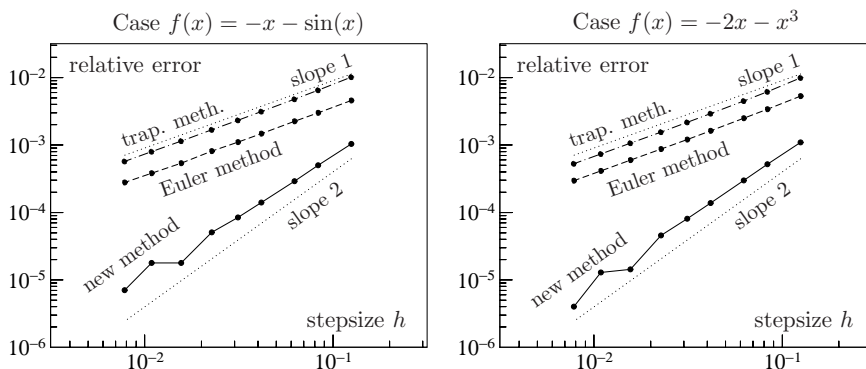 Case f(x) = −x − sin(x)
relative error
slope 1
trap. meth.
Euler method
slope 2
new method
stepsize h
10⁻²
10⁻³
10⁻⁴
10⁻⁵
10⁻⁶
10⁻²
10⁻¹
Case f(x) = −2x − x³
relative error
slope 1
trap. meth.
Euler method
slope 2
new method
stepsize h
10⁻²
10⁻³
10⁻⁴
10⁻⁵
10⁻⁶
10⁻²
10⁻¹